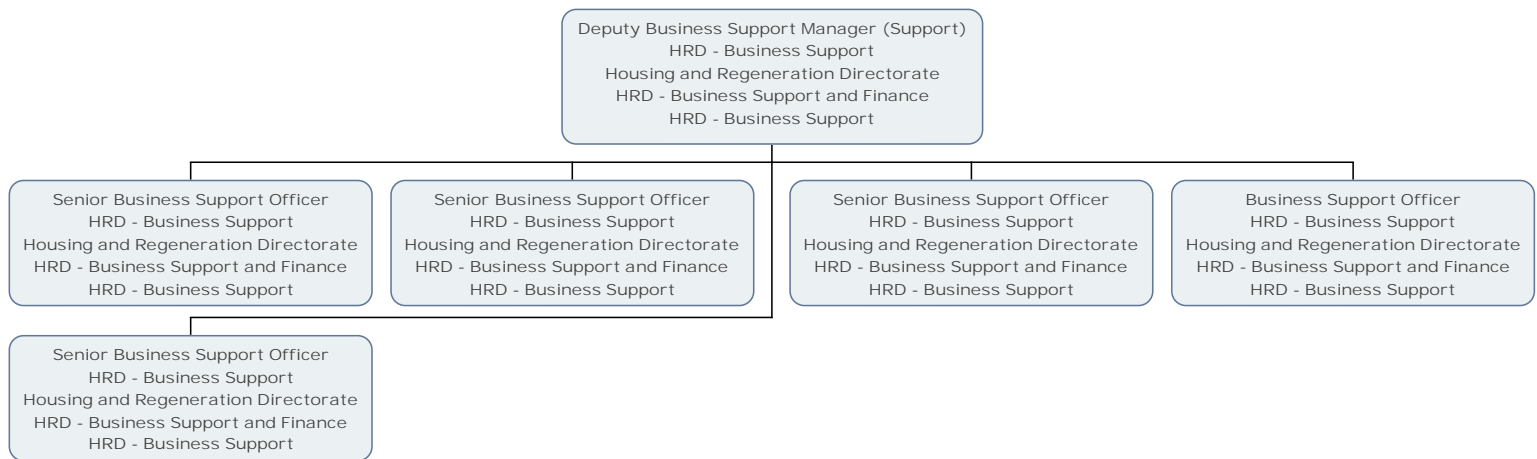 Deputy Business Support Manager (Support)
HRD - Business Support
Housing and Regeneration Directorate
HRD - Business Support and Finance
HRD - Business Support
Senior Business Support Officer
HRD - Business Support
Housing and Regeneration Directorate
HRD - Business Support and Finance
HRD - Business Support
Senior Business Support Officer
HRD - Business Support
Housing and Regeneration Directorate
HRD - Business Support and Finance
HRD - Business Support
Senior Business Support Officer
HRD - Business Support
Housing and Regeneration Directorate
HRD - Business Support and Finance
HRD - Business Support
Business Support Officer
HRD - Business Support
Housing and Regeneration Directorate
HRD - Business Support and Finance
HRD - Business Support
Senior Business Support Officer
HRD - Business Support
Housing and Regeneration Directorate
HRD - Business Support and Finance
HRD - Business Support